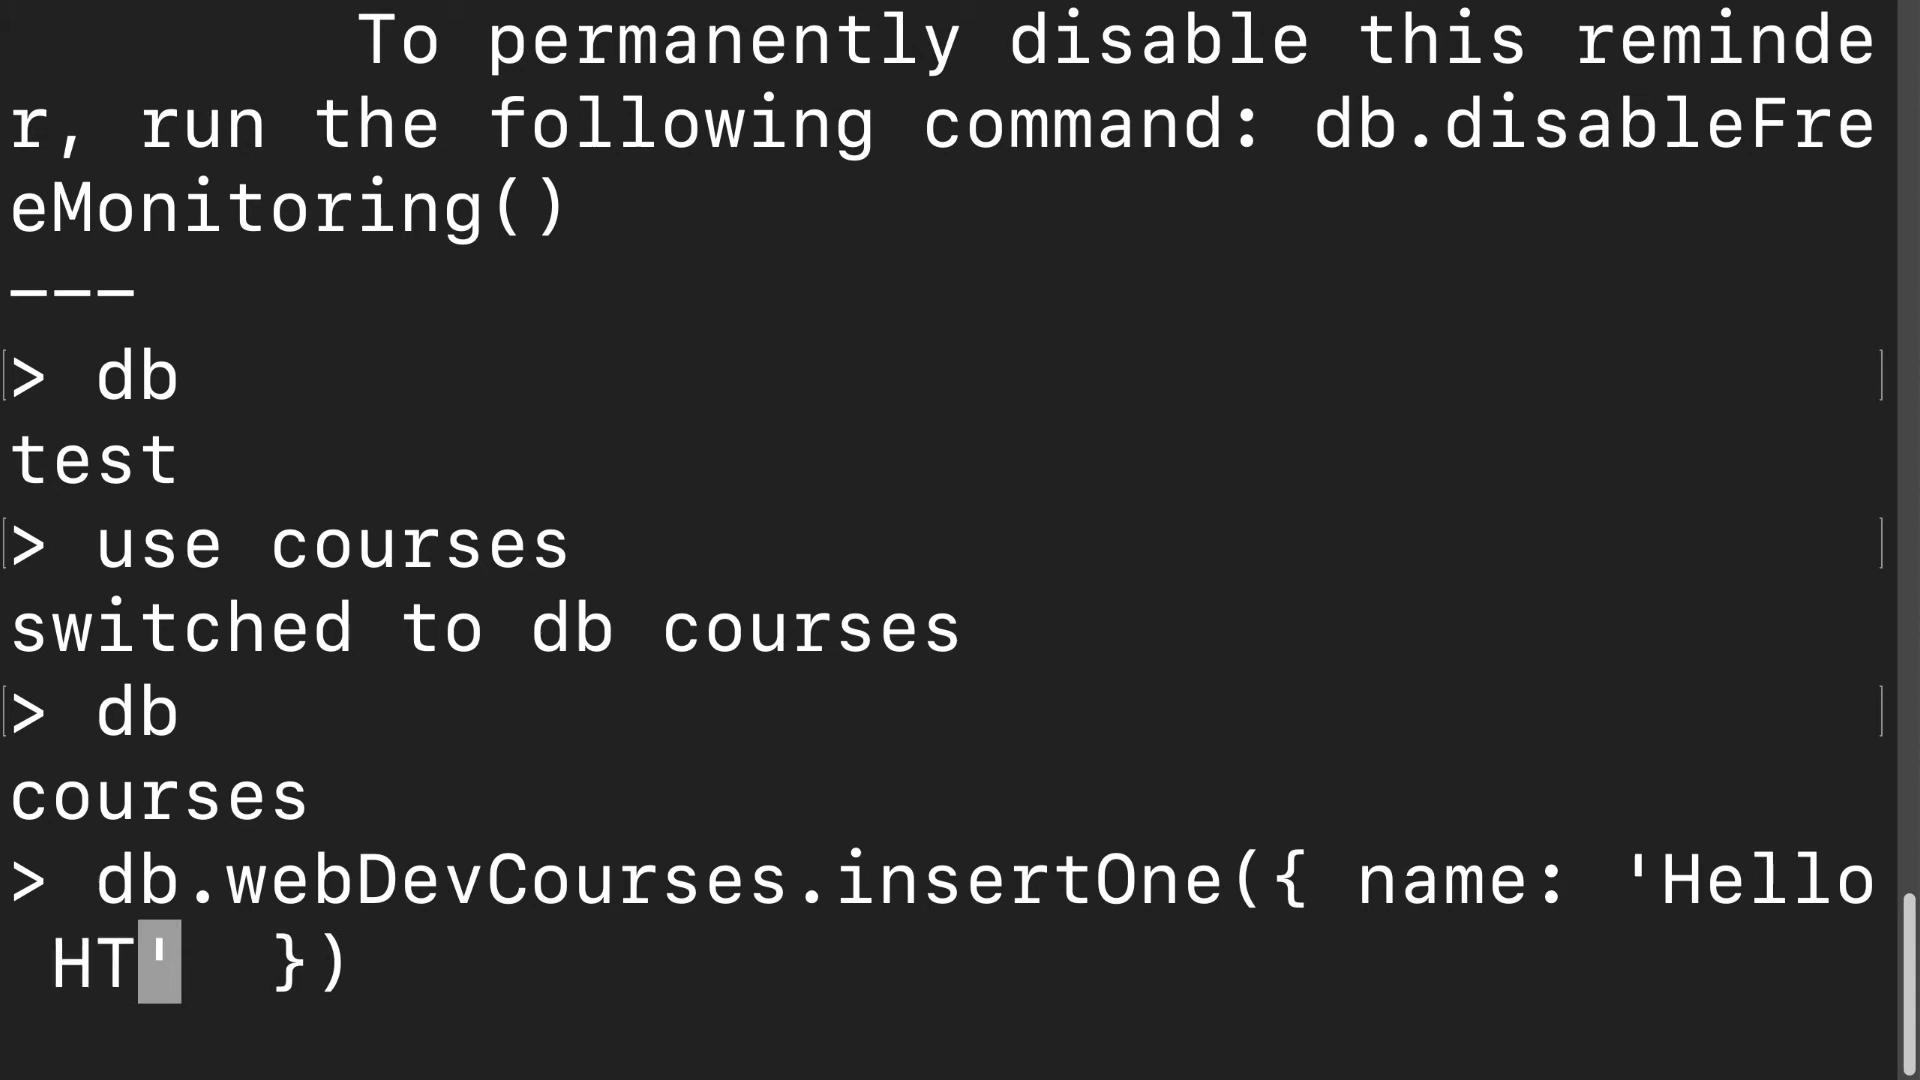 To permanently disable this reminde
r, run the following command: db.disableFre
eMonitoring()
---
> db
test
> use courses
switched to db courses
> db
courses
> db.webDevCourses.insertOne({ name: 'Hello
HT'  })